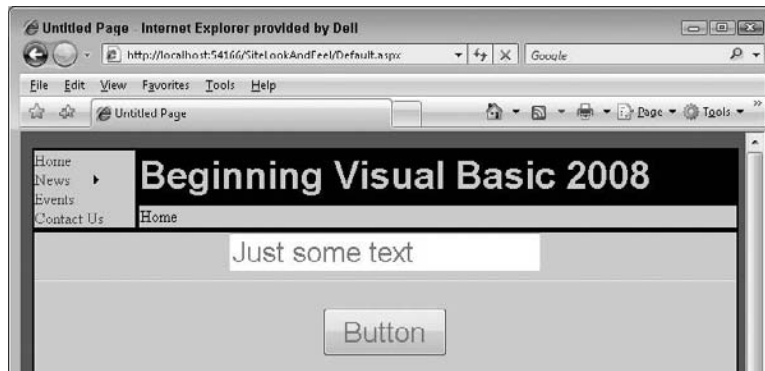 Untitled Page - Internet Explorer provided by Dell
http://localhost:54166/SiteLookAndFeel/Default.aspx
Google
File Edit View Favorites Tools Help
Untitled Page
Page Tools
Home
News
Events
Contact Us
Beginning Visual Basic 2008
Home
Just some text
Button